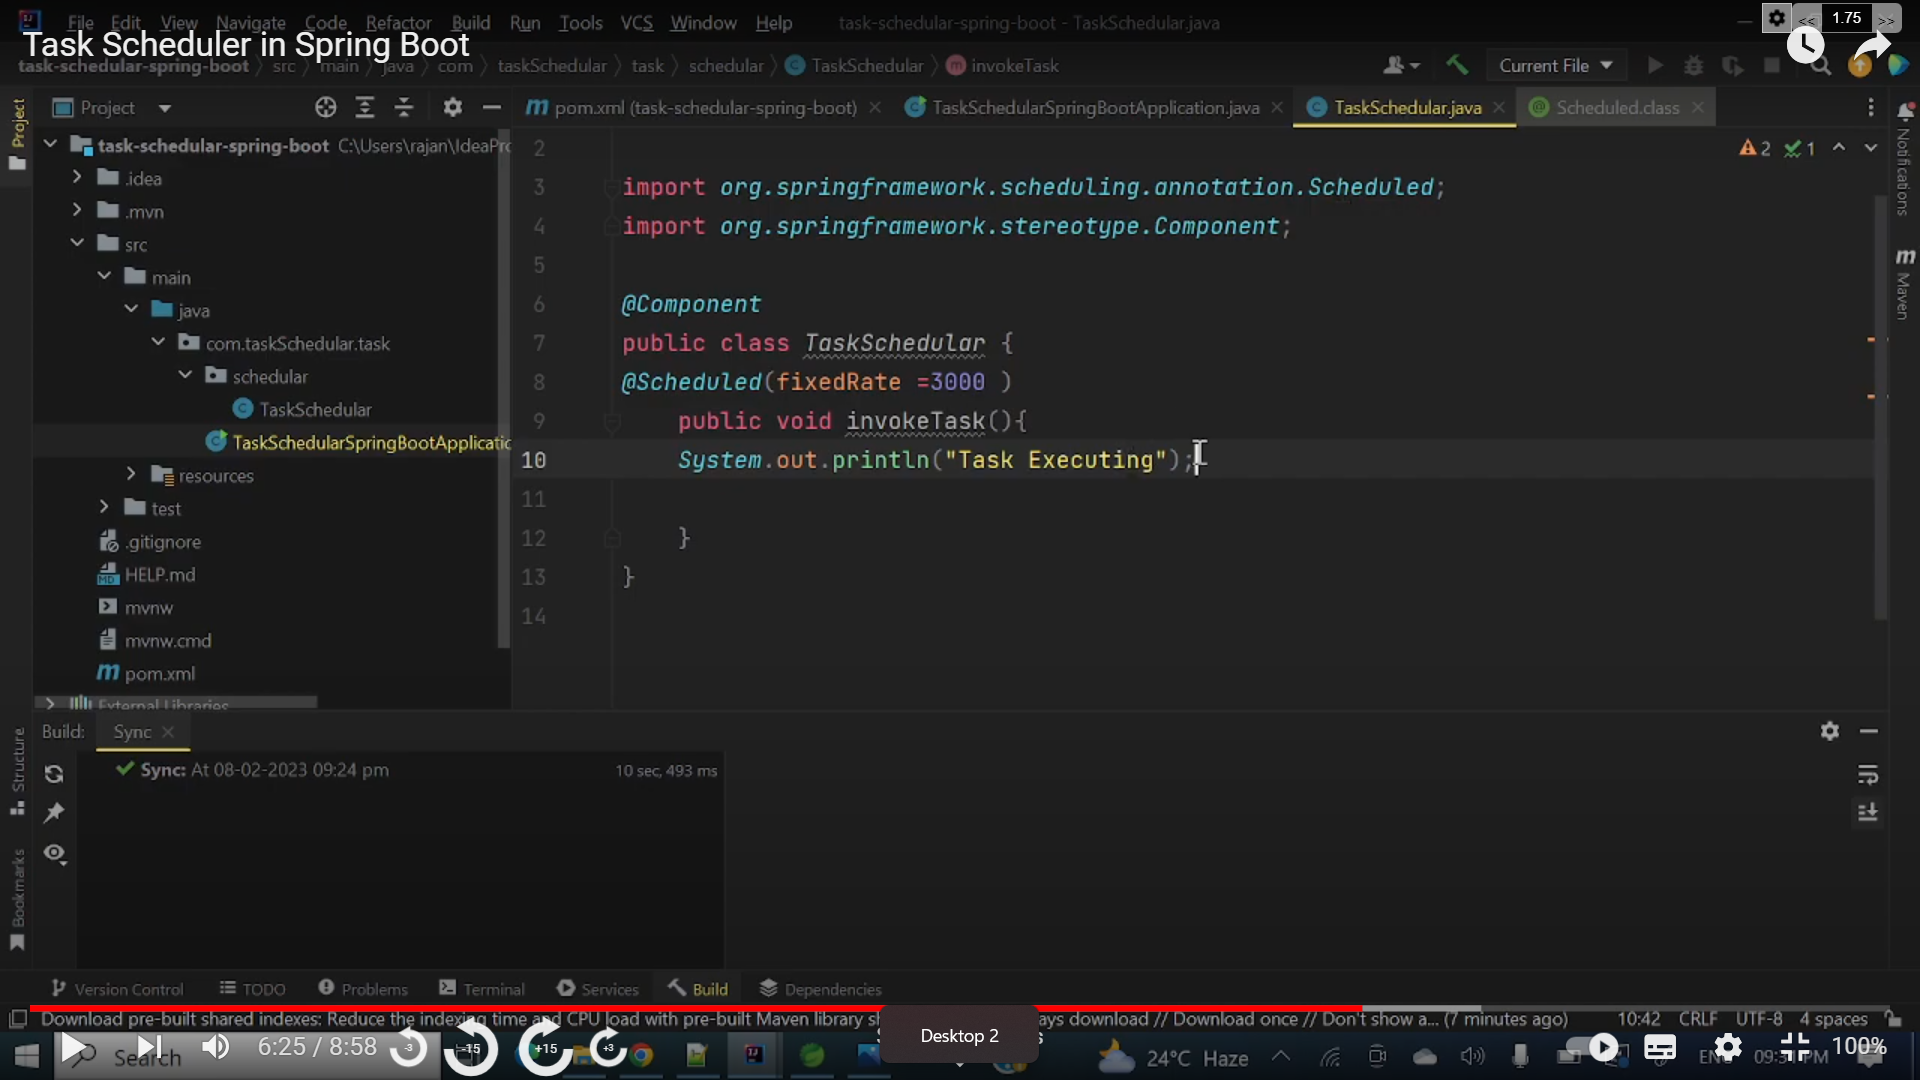 File Edit View Navigate Code Refactor Build Run Tools VCS Window Help task-schedular-spring-boot - TaskSchedular.java
<< 1.75 >>
Task Scheduler in Spring Boot
task-schedular-spring-boot src main java com taskSchedular task schedular TaskSchedular invokeTask Current File
Project
Project pom.xml (task-schedular-spring-boot) TaskSchedularSpringBootApplication.java TaskSchedular.java Scheduled.class
Notifications
Maven
task-schedular-spring-boot C:\Users\rajan\IdeaPro
.idea
.mvn
src
main
java
com.taskSchedular.task
schedular
TaskSchedular
TaskSchedularSpringBootApplicatio
resources
test
.gitignore
HELP.md
mvnw
mvnw.cmd
pom.xml
External Libraries
2 1
2
3 import org.springframework.scheduling.annotation.Scheduled;
4 import org.springframework.stereotype.Component;
5
6 @Component
7 public class TaskSchedular {
8 @Scheduled(fixedRate =3000 )
9 public void invokeTask(){
10 System.out.println("Task Executing");
11
12 }
13 }
14
Structure
Bookmarks
Build: Sync
Sync: At 08-02-2023 09:24 pm 10 sec, 493 ms
Version Control TODO Problems Terminal Services Build Dependencies
Download pre-built shared indexes: Reduce the indexing time and CPU load with pre-built Maven library ays download // Download once // Don't show a... (7 minutes ago) 10:42 CRLF UTF-8 4 spaces
Desktop 2
Search 6:25 / 8:58 -3 -15 +15 +3 24°C Haze PM 100%